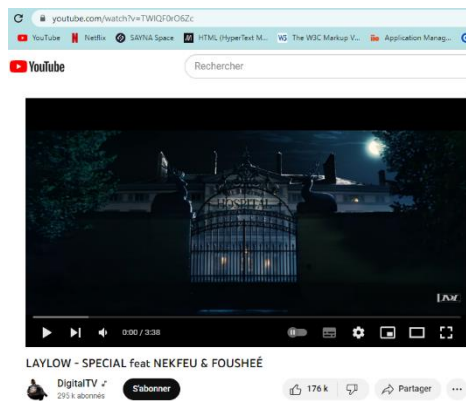 youtube.com/watch?v=TWIQF0rO6Zc
YouTube Netflix SAYNA Space HTML (HyperText M... The W3C Markup V... Application Manag...
YouTube
Rechercher
HOSPITAL
0:00 / 3:38
LAYLOW - SPECIAL feat NEKFEU & FOUSHEÉ
DigitalTV
295 k abonnés
S'abonner
176 k
Partager